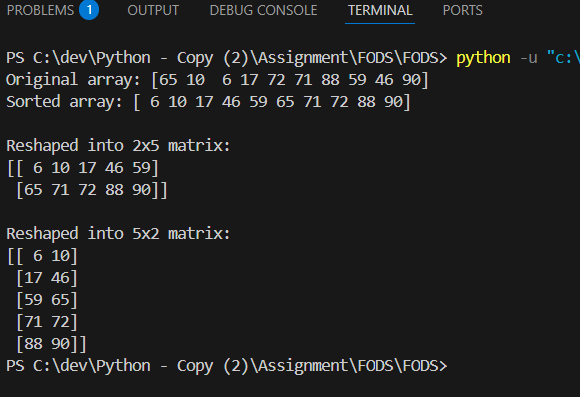 PROBLEMS 1 OUTPUT DEBUG CONSOLE TERMINAL PORTS
PS C:\dev\Python - Copy (2)\Assignment\FODS\FODS> python -u "c:\
Original array: [65 10  6 17 72 71 88 59 46 90]
Sorted array: [ 6 10 17 46 59 65 71 72 88 90]
Reshaped into 2x5 matrix:
[[ 6 10 17 46 59]
 [65 71 72 88 90]]
Reshaped into 5x2 matrix:
[[ 6 10]
 [17 46]
 [59 65]
 [71 72]
 [88 90]]
PS C:\dev\Python - Copy (2)\Assignment\FODS\FODS>